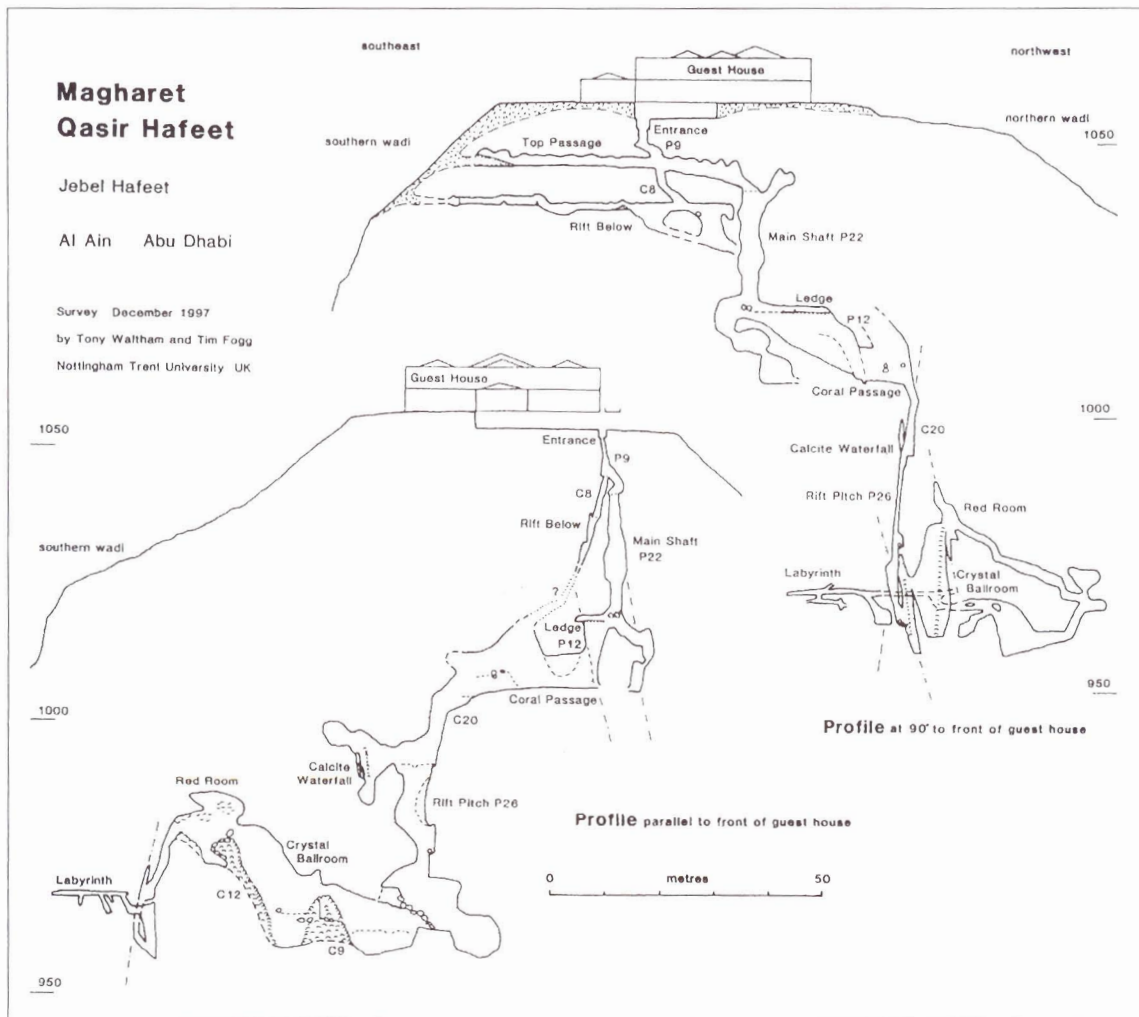 Magharet
Qasir Hafeet
Jebel Hafeet
Al Ain Abu Dhabi
Survey December 1997
by Tony Waltham and Tim Fogg
Nottingham Trent University UK
southeast
northwest
Guest House
southern wadi
northern wadi
1050
Entrance
P9
Top Passage
C8
Rift Below
Main Shaft P22
Ledge
P12
Coral Passage
1000
C20
Calcite Waterfall
Rift Pitch P26
Red Room
Labyrinth
Crystal
Ballroom
950
Profile at 90° to front of guest house
Guest House
1050
Entrance
P9
C8
Rift Below
Main Shaft
P22
southern wadi
?
Ledge
P12
Coral Passage
1000
C20
Calcite
Waterfall
Rift Pitch P26
Red Room
Crystal
Ballroom
Labyrinth
C12
C9
950
Profile parallel to front of guest house
0 metres 50